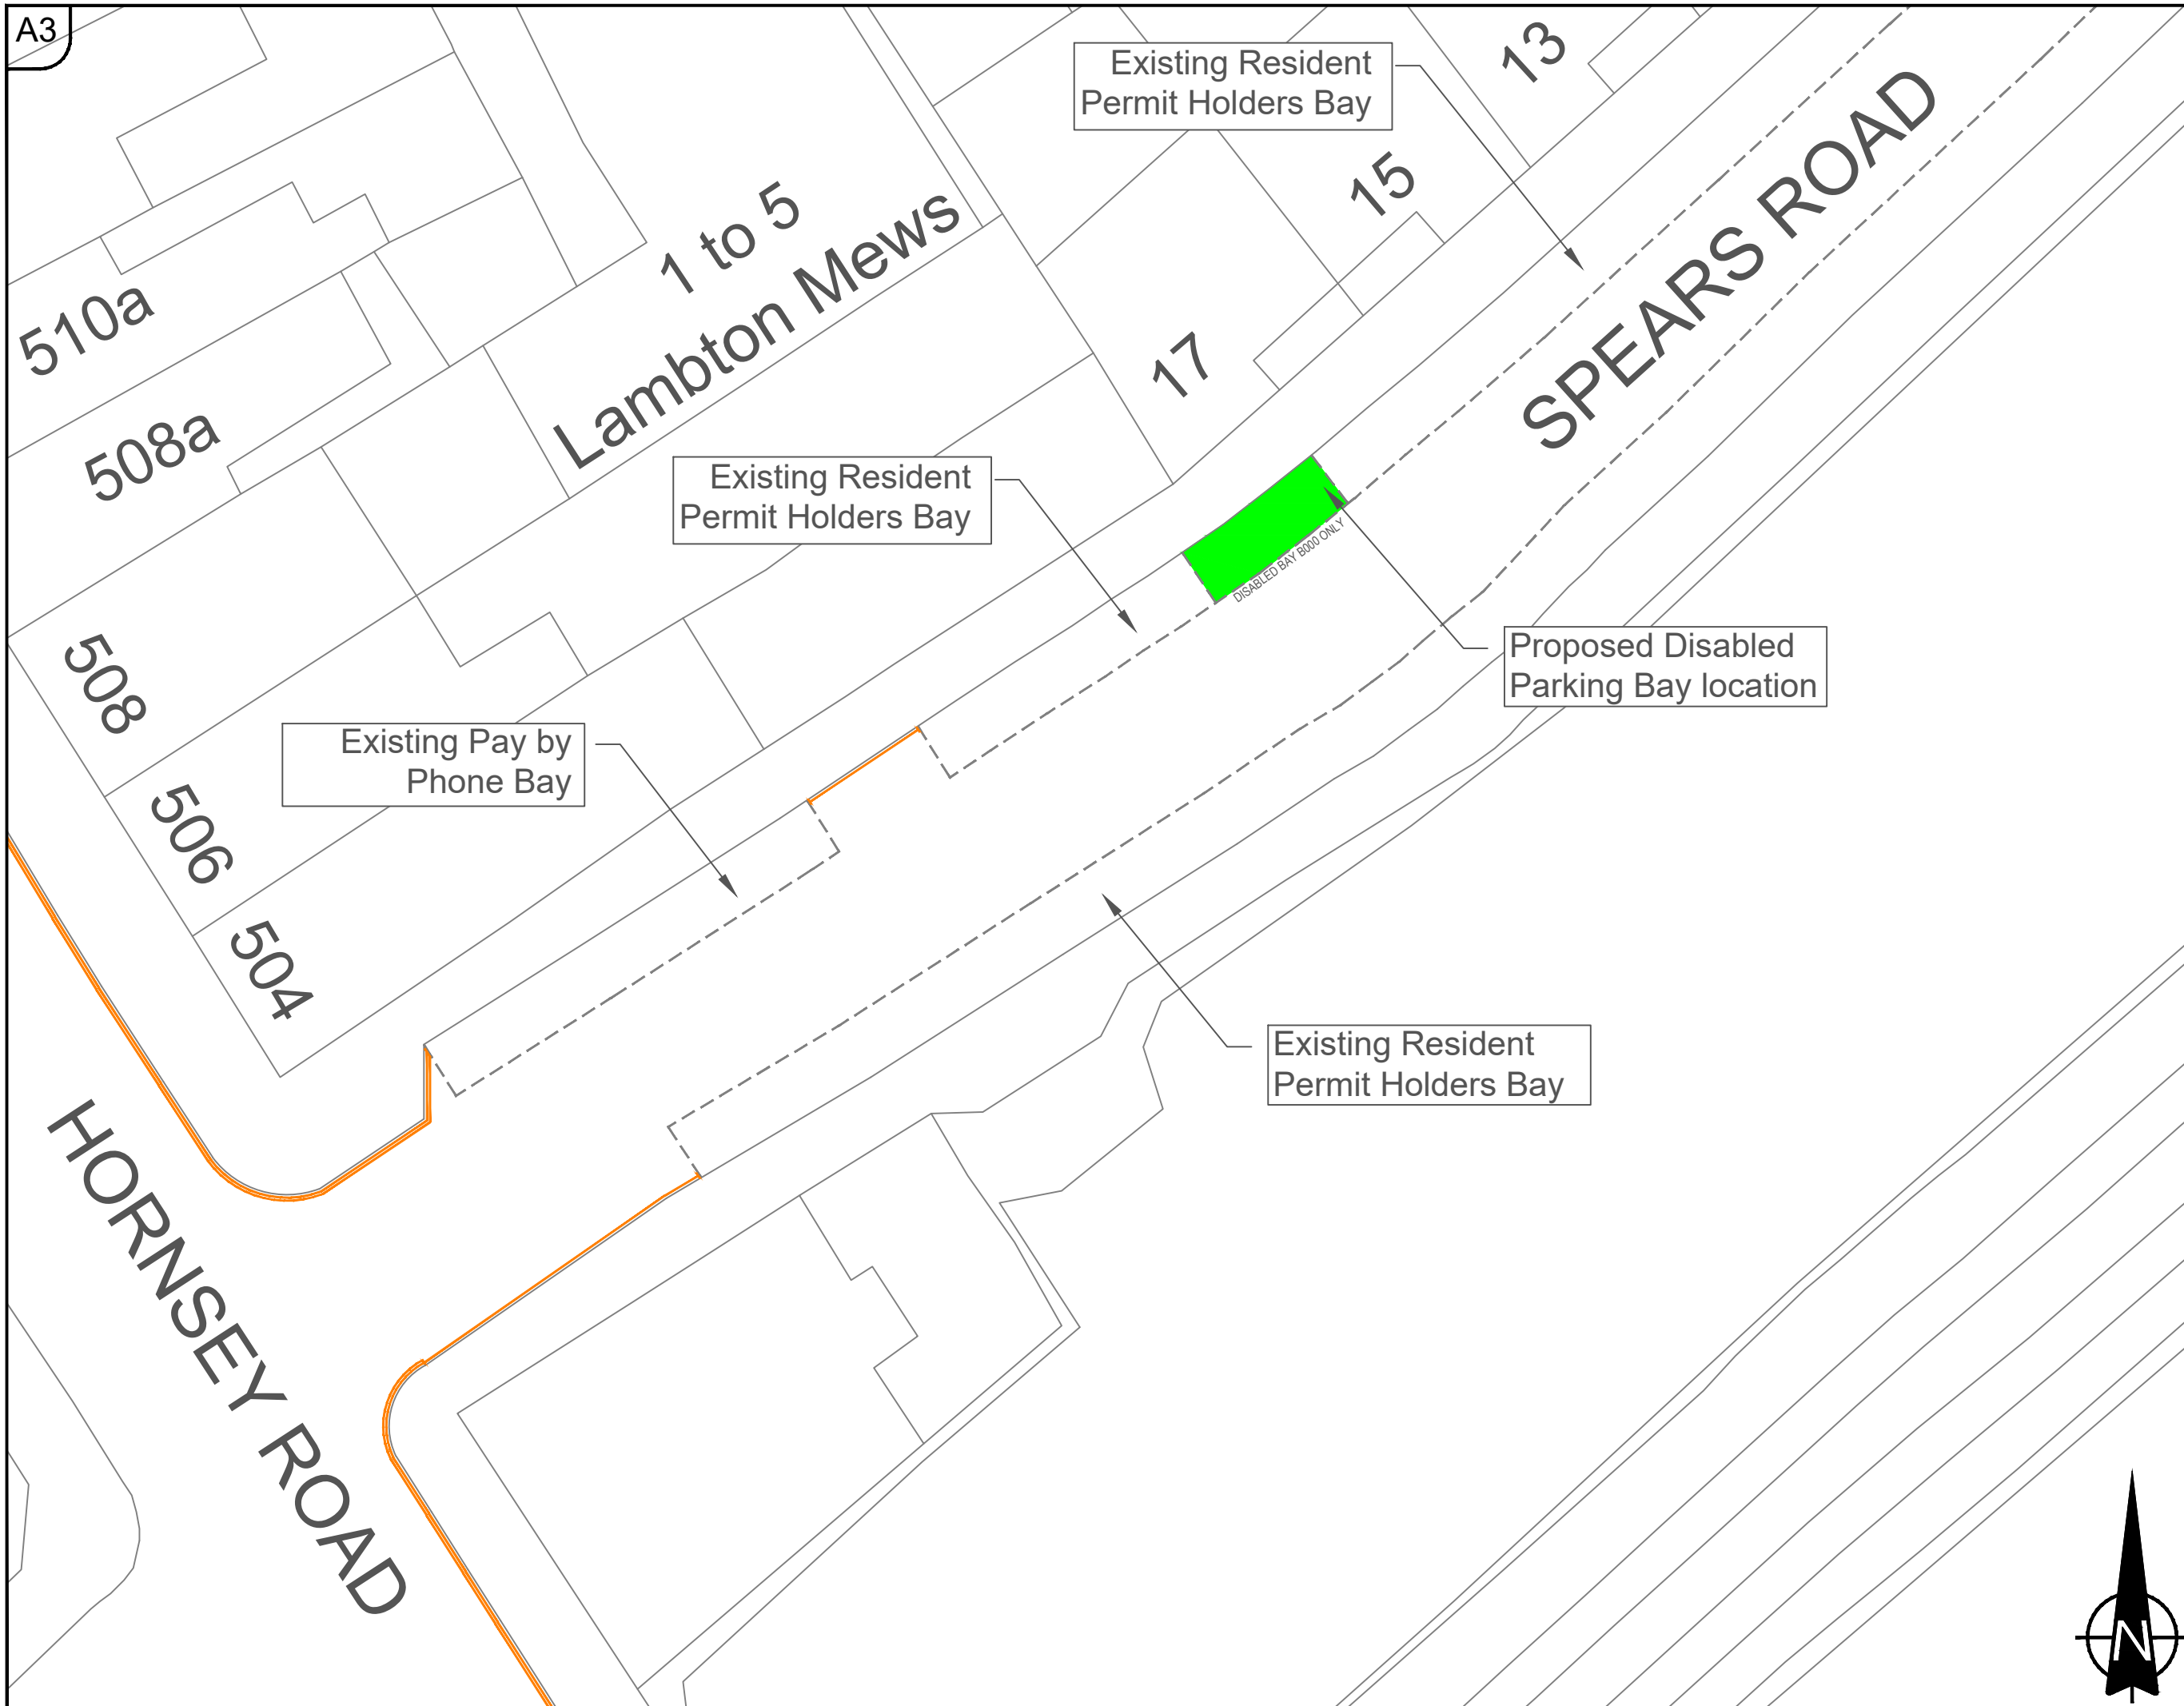 A3
Existing Resident
Permit Holders Bay
13
SPEARS ROAD
15
1 to 5
Lambton Mews
510a
17
508a
Existing Resident
Permit Holders Bay
DISABLED BAY B000 ONLY
Proposed Disabled
Parking Bay location
508
Existing Pay by
Phone Bay
506
504
Existing Resident
Permit Holders Bay
HORNSEY ROAD
N